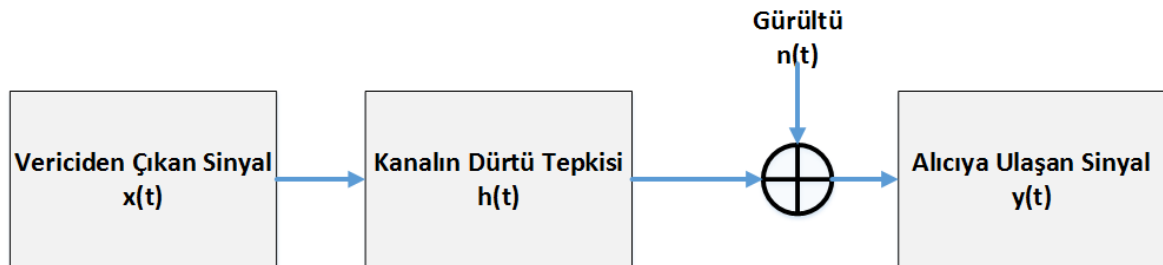 Gürültü
n(t)
Vericiden Çıkan Sinyal
x(t)
Kanalın Dürtü Tepkisi
h(t)
Alıcıya Ulaşan Sinyal
y(t)